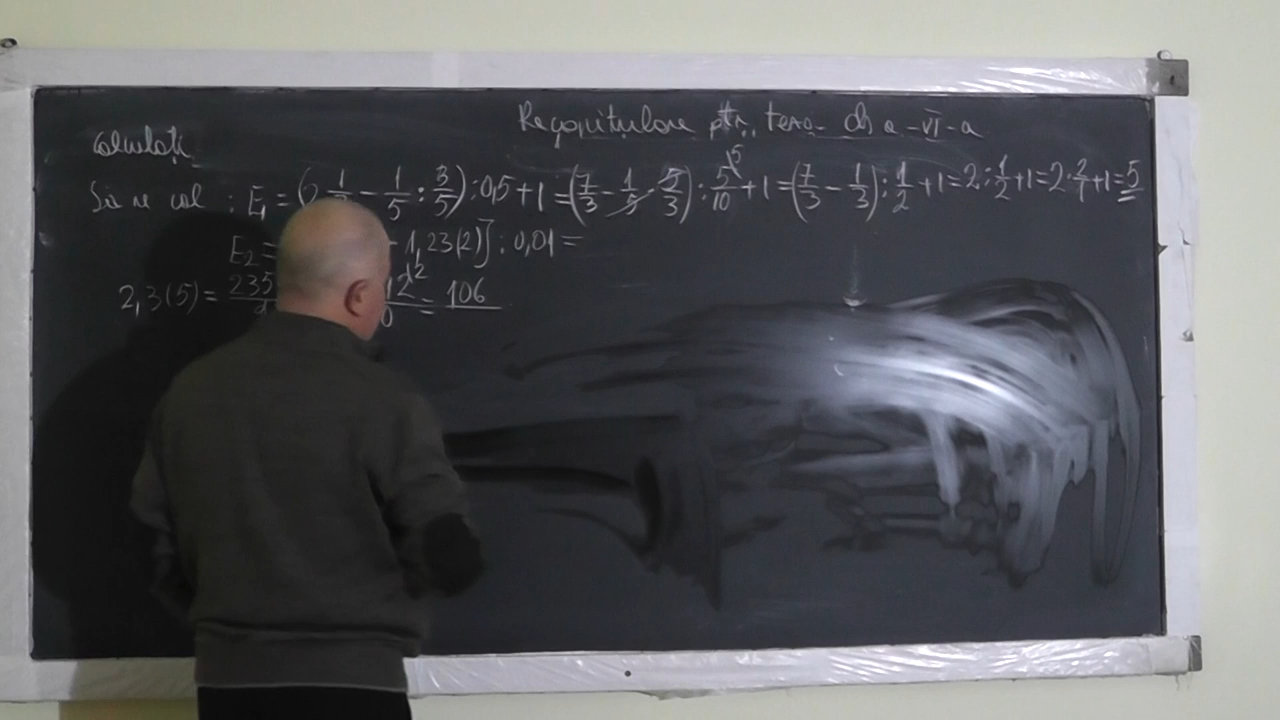 Recapitulare ptr. teza cls a-VI-a
Calculați
Să se cal : E₁ = (2 1/3 - 1/5 : 3/5) : 0,5 + 1 = (7/3 - 1/5 · 5/3) : 5/10 + 1 = (7/3 - 1/3) : 1/2 + 1 = 2 : 1/2 + 1 = 2 · 2/1 + 1 = 5
E₂ = - 1,23(2)] : 0,01 =
2,3(5) = 235 = 106